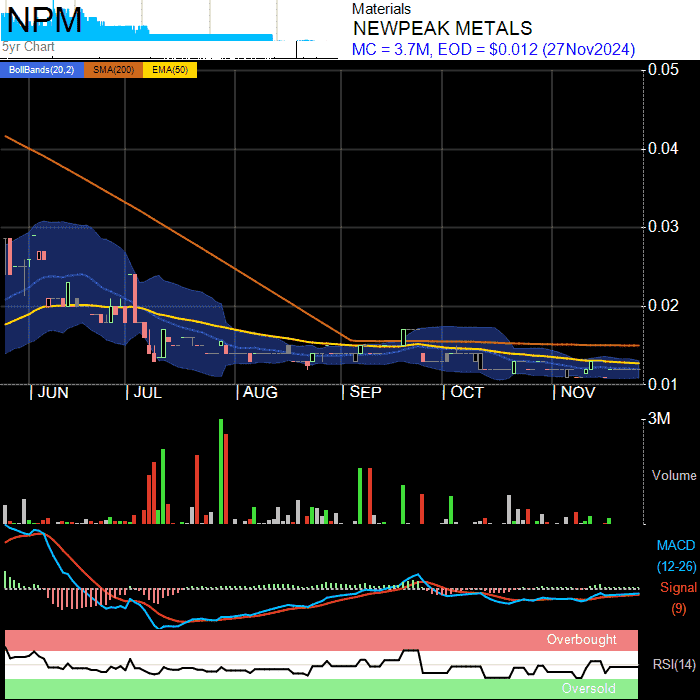 NPM
5yr Chart
Materials
NEWPEAK METALS
MC = 3.7M, EOD = $0.012 (27Nov2024)
BollBands(20,2) SMA(200) EMA(50)
0.05
0.04
0.03
0.02
0.01
JUN JUL AUG SEP OCT NOV
3M
Volume
MACD
(12-26)
Signal
(9)
Overbought
RSI(14)
Oversold